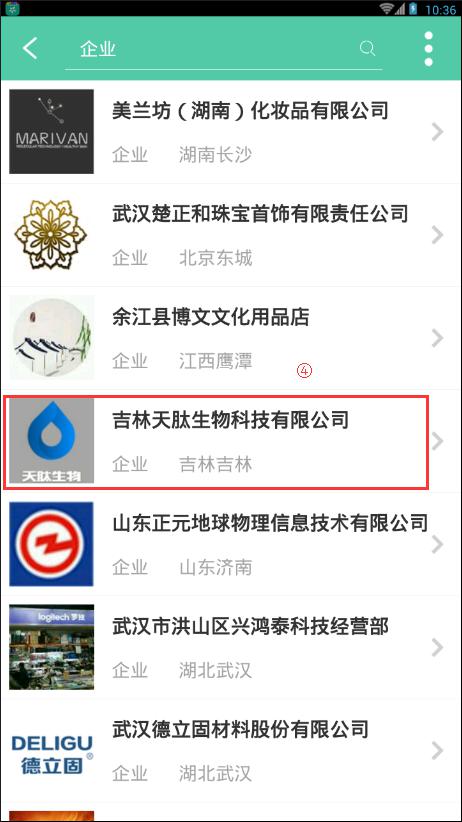 10:36
企业
MARIVAN
美兰坊（湖南）化妆品有限公司
企业 湖南长沙
武汉楚正和珠宝首饰有限责任公司
企业 北京东城
余江县博文文化用品店
企业 江西鹰潭
④
吉林天肽生物科技有限公司
天肽生物
企业 吉林吉林
山东正元地球物理信息技术有限公司
企业 山东济南
logitech 罗技
武汉市洪山区兴鸿泰科技经营部
企业 湖北武汉
武汉德立固材料股份有限公司
DELIGU
德立固®
企业 湖北武汉